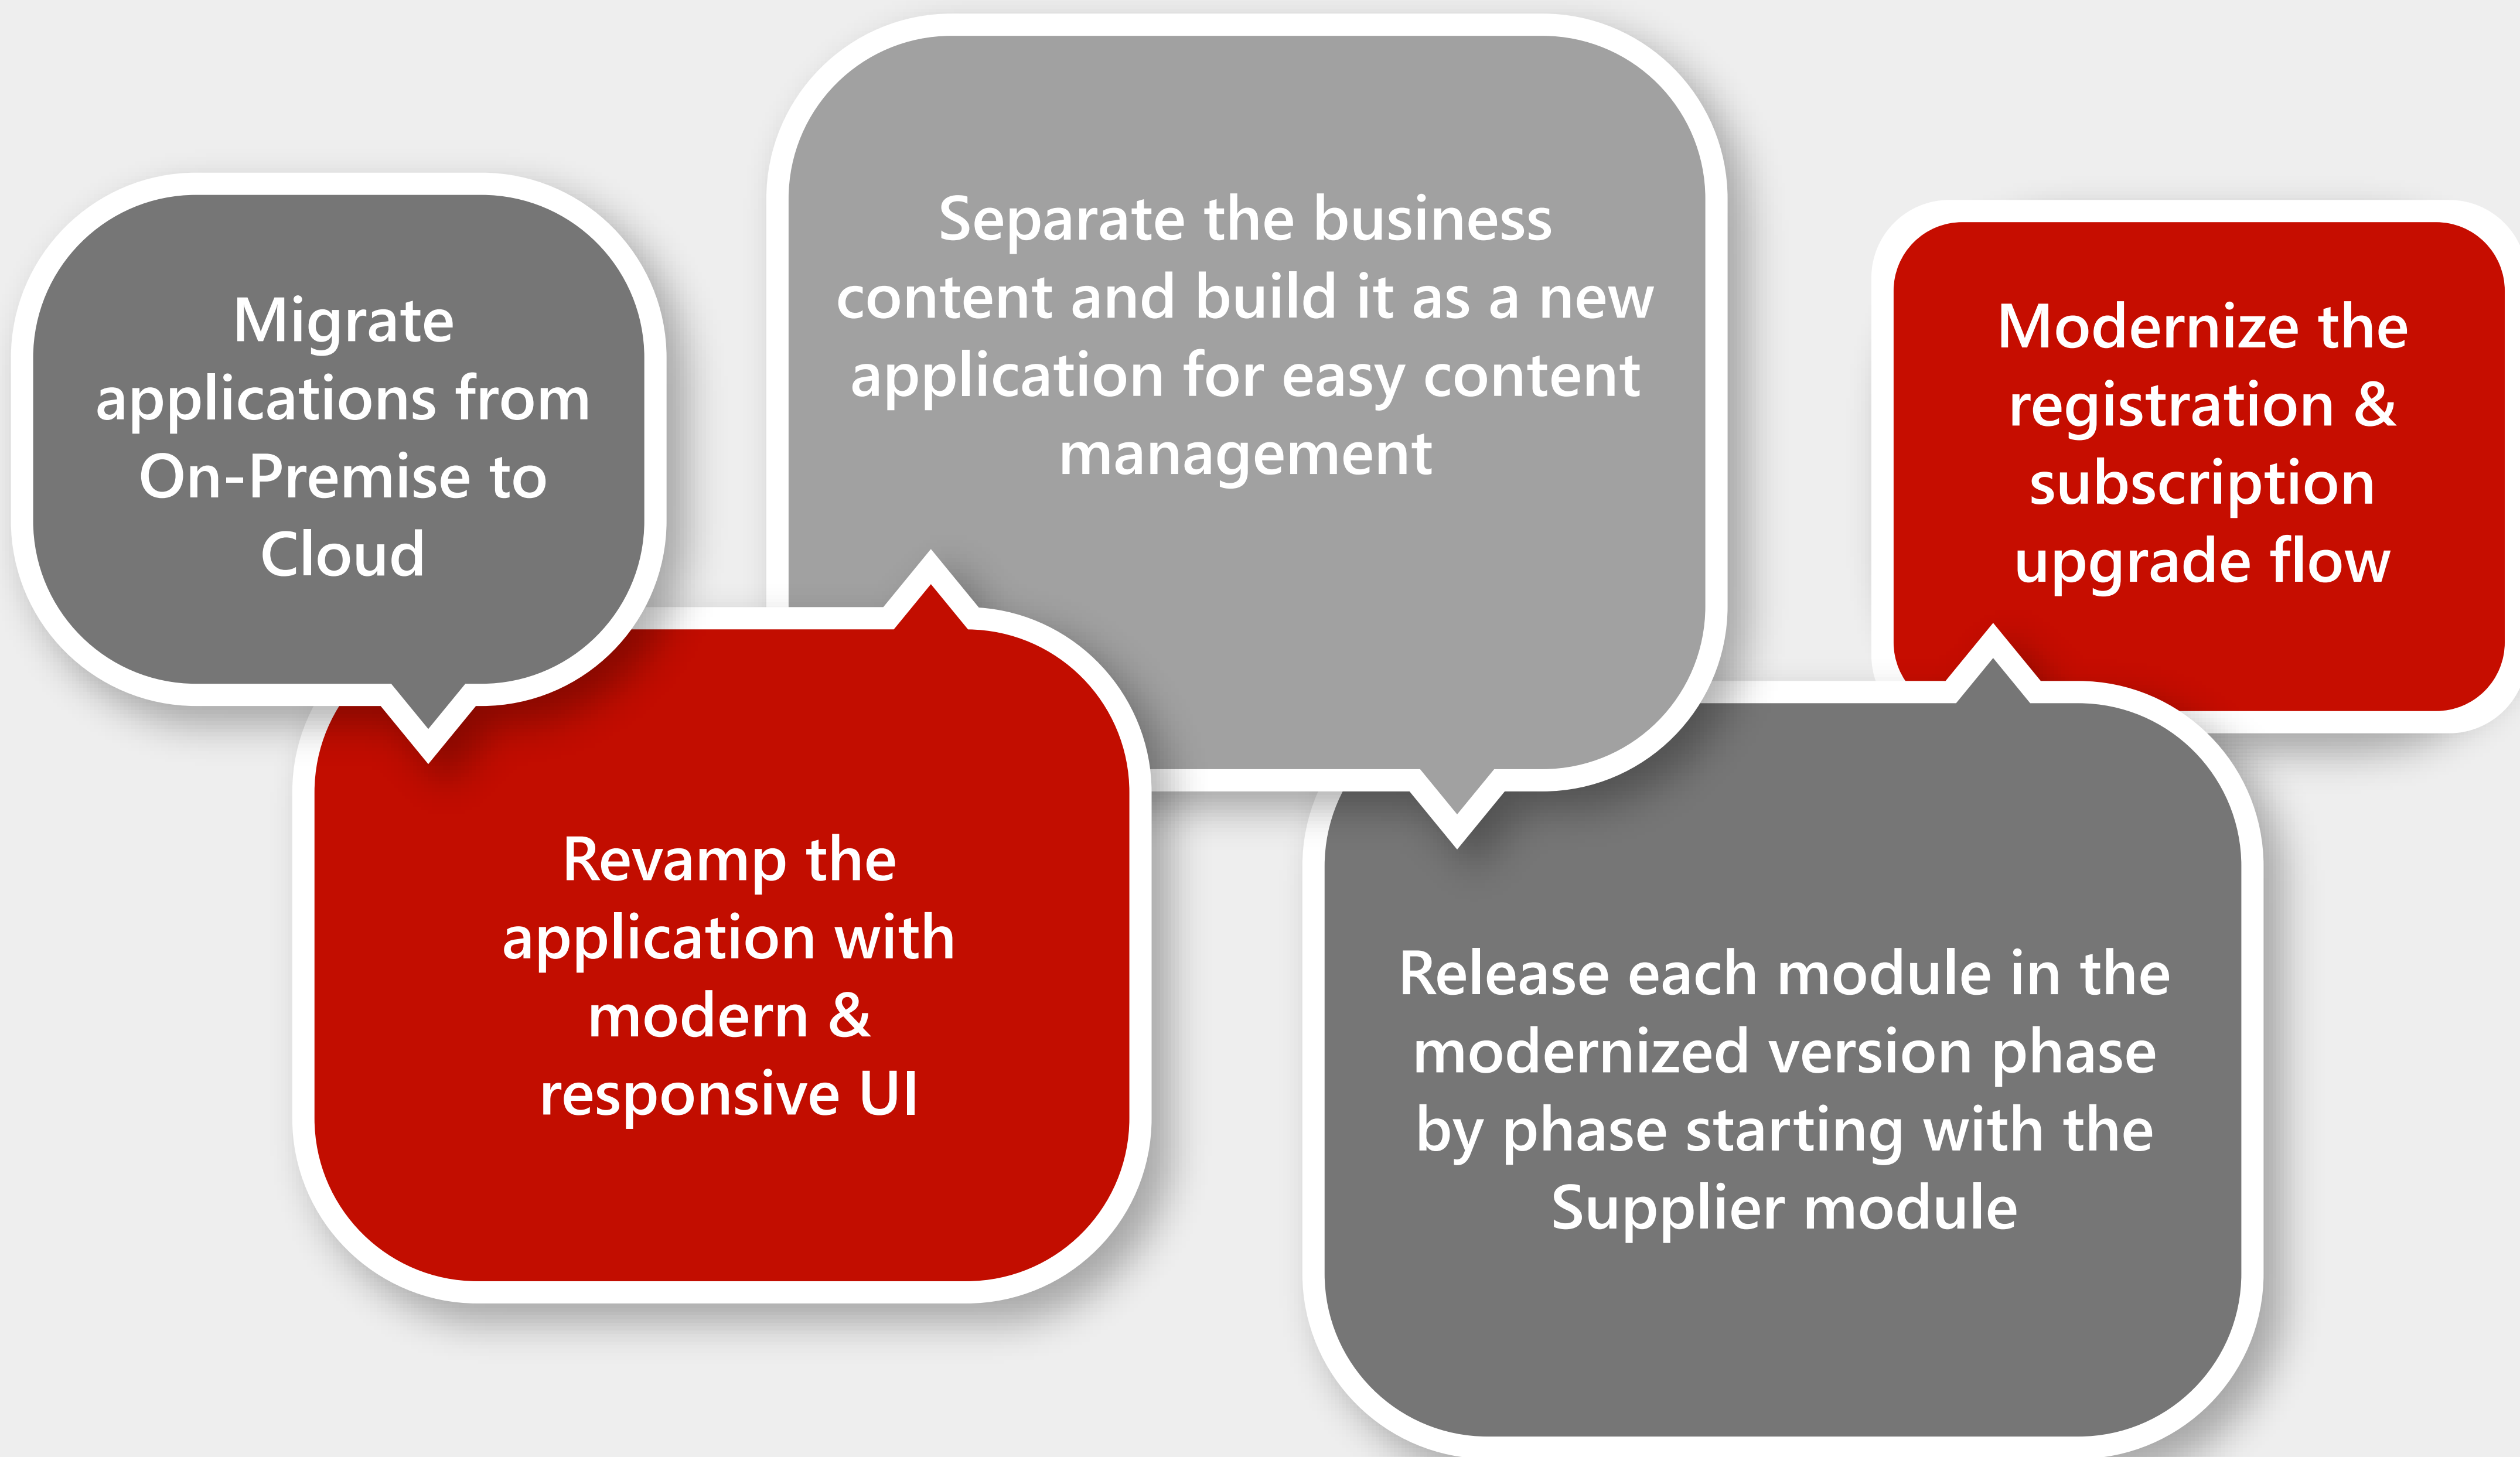 Migrate
applications from
On-Premise to
Cloud
Revamp the
application with
modern &
responsive UI
Separate the business
content and build it as a new
application for easy content
management
Release each module in the
modernized version phase
by phase starting with the
Supplier module
Modernize the
registration &
subscription
upgrade flow